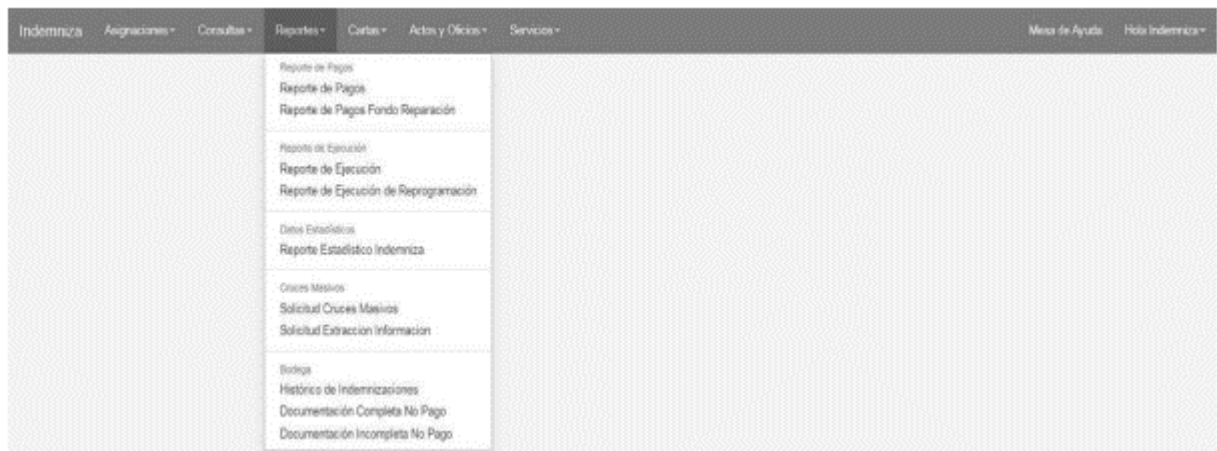 Indemniza Asignaciones Consultas Reportes Cartas Actos y Oficios Servicios Mesa de Ayuda Hola Indemniza
Reporte de Pagos
Reporte de Pagos
Reporte de Pagos Fondo Reparación
Reporte de Ejecución
Reporte de Ejecución
Reporte de Ejecución de Reprogramación
Datos Estadísticos
Reporte Estadístico Indemniza
Cruces Masivos
Solicitud Cruces Masivos
Solicitud Extraccion Informacion
Bodega
Histórico de Indemnizaciones
Documentación Completa No Pago
Documentación Incompleta No Pago